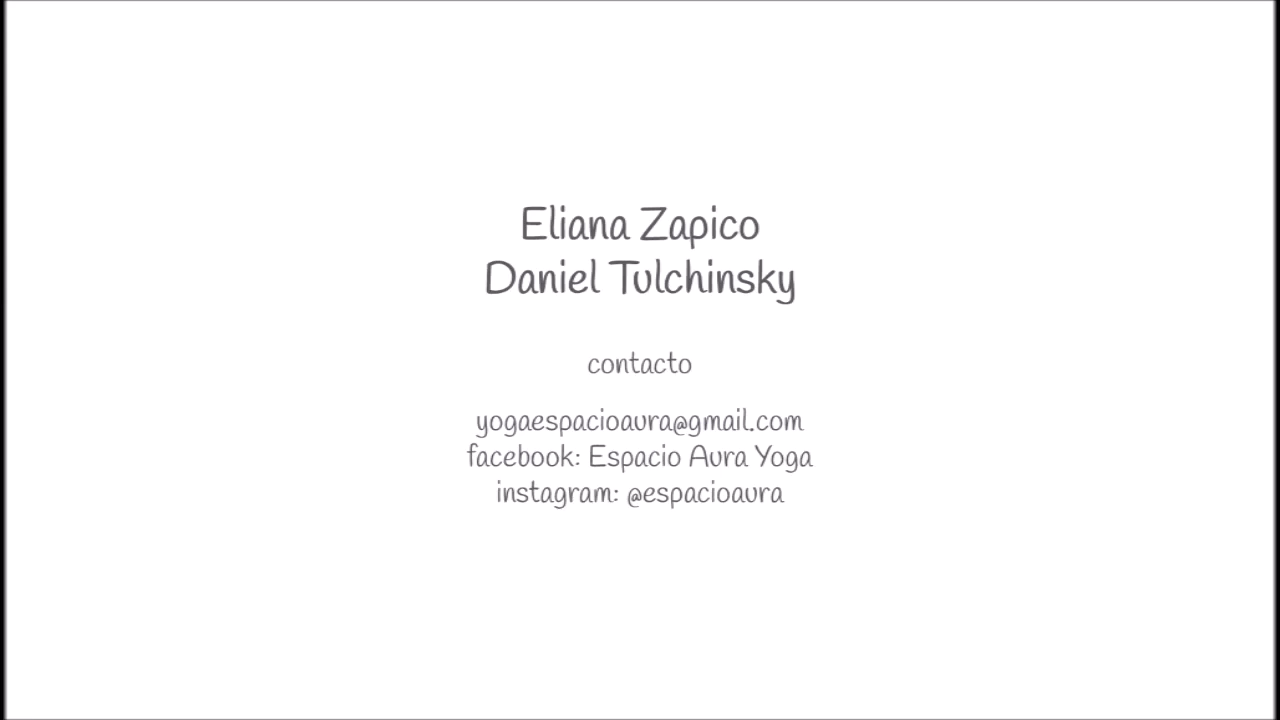 Eliana Zapico
Daniel Tulchinsky
contacto
yogaespacioaura@gmail.com
facebook: Espacio Aura Yoga
instagram: @espacioaura